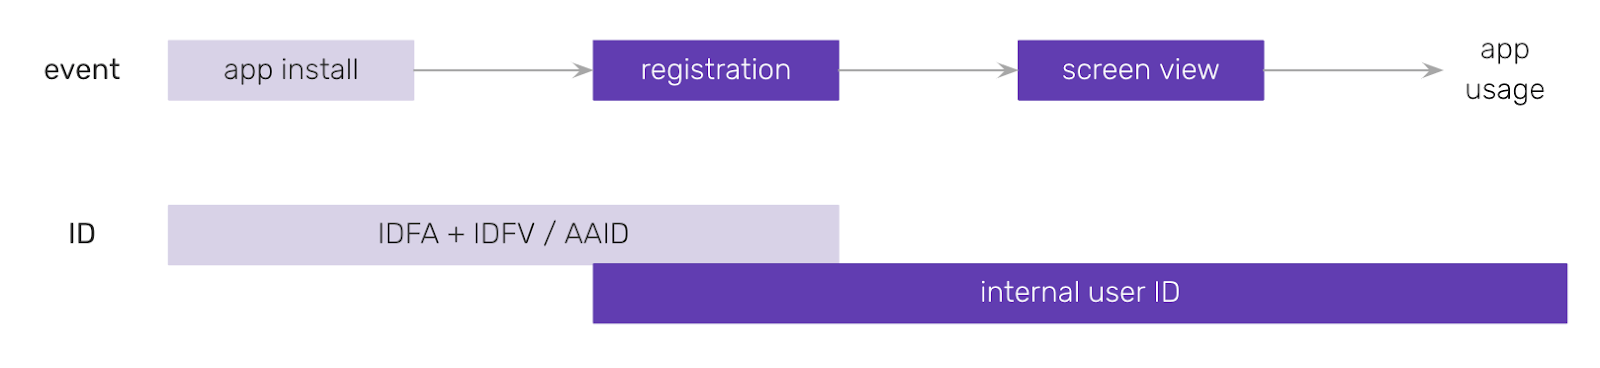 event
app install
registration
screen view
app
usage
ID
IDFA + IDFV / AAID
internal user ID